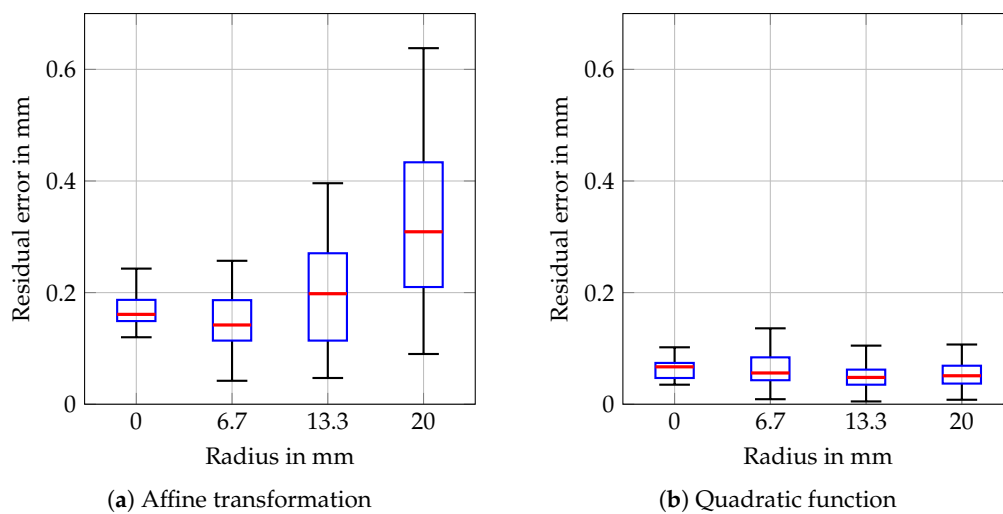 0.6
0.4
0.2
0
Residual error in mm
0 6.7 13.3 20
Radius in mm
(a) Affine transformation
0.6
0.4
0.2
0
Residual error in mm
0 6.7 13.3 20
Radius in mm
(b) Quadratic function